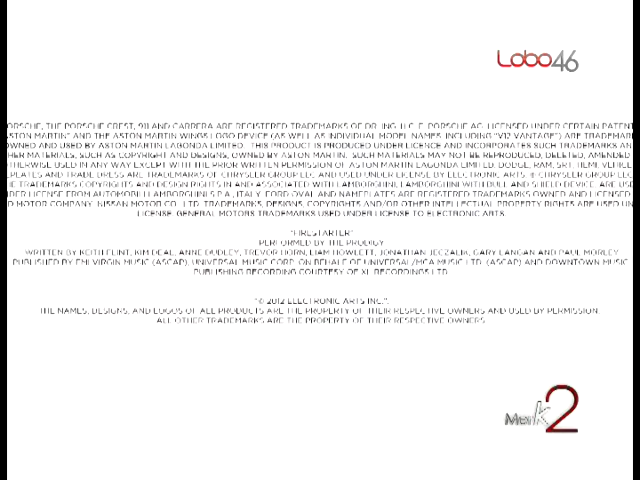 Lobo46
PORSCHE, THE PORSCHE CREST, 911 AND CARRERA ARE REGISTERED TRADEMARKS OF DR. ING. H.C. F. PORSCHE AG. LICENSED UNDER CERTAIN PATENT
ASTON MARTIN" AND THE ASTON MARTIN WINGS LOGO DEVICE (AS WELL AS INDIVIDUAL MODEL NAMES INCLUDING "V12 VANTAGE") ARE TRADEMAR
OWNED AND USED BY ASTON MARTIN LAGONDA LIMITED. THIS PRODUCT IS PRODUCED UNDER LICENCE AND INCORPORATES SUCH TRADEMARKS AN
HER MATERIALS, SUCH AS COPYRIGHT AND DESIGNS, OWNED BY ASTON MARTIN. SUCH MATERIALS MAY NOT BE REPRODUCED, DELETED, AMENDED
OTHERWISE USED IN ANY WAY EXCEPT WITH THE PRIOR WRITTEN PERMISSION OF ASTON MARTIN LAGONDA LIMITED. DODGE, RAM, SRT, HEMI, VEHICLE
EPLATES AND TRADE DRESS ARE TRADEMARKS OF CHRYSLER GROUP LLC AND USED UNDER LICENSE BY ELECTRONIC ARTS. © CHRYSLER GROUP LLC
E TRADEMARKS COPYRIGHTS AND DESIGN RIGHTS IN AND ASSOCIATED WITH LAMBORGHINI, LAMBORGHINI WITH BULL AND SHIELD DEVICE ARE USE
DER LICENSE FROM AUTOMOBILI LAMBORGHINI S.P.A., ITALY. FORD OVAL AND NAMEPLATES ARE REGISTERED TRADEMARKS OWNED AND LICENSED
D MOTOR COMPANY. NISSAN MOTOR CO., LTD. TRADEMARKS, DESIGNS, COPYRIGHTS AND/OR OTHER INTELLECTUAL PROPERTY RIGHTS ARE USED UN
LICENSE. GENERAL MOTORS TRADEMARKS USED UNDER LICENSE TO ELECTRONIC ARTS.
"FIRESTARTER"
PERFORMED BY THE PRODIGY
WRITTEN BY KEITH FLINT, KIM DEAL, ANNE DUDLEY, TREVOR HORN, LIAM HOWLETT, JONATHAN JECZALIK, GARY LANGAN AND PAUL MORLEY
PUBLISHED BY EMI VIRGIN MUSIC (ASCAP), UNIVERSAL MUSIC CORP. ON BEHALF OF UNIVERSAL/MCA MUSIC LTD. (ASCAP) AND DOWNTOWN MUSIC
PUBLISHING RECORDING COURTESY OF XL RECORDINGS LTD.
"© 2012 ELECTRONIC ARTS INC.".
THE NAMES, DESIGNS, AND LOGOS OF ALL PRODUCTS ARE THE PROPERTY OF THEIR RESPECTIVE OWNERS AND USED BY PERMISSION.
ALL OTHER TRADEMARKS ARE THE PROPERTY OF THEIR RESPECTIVE OWNERS.
2